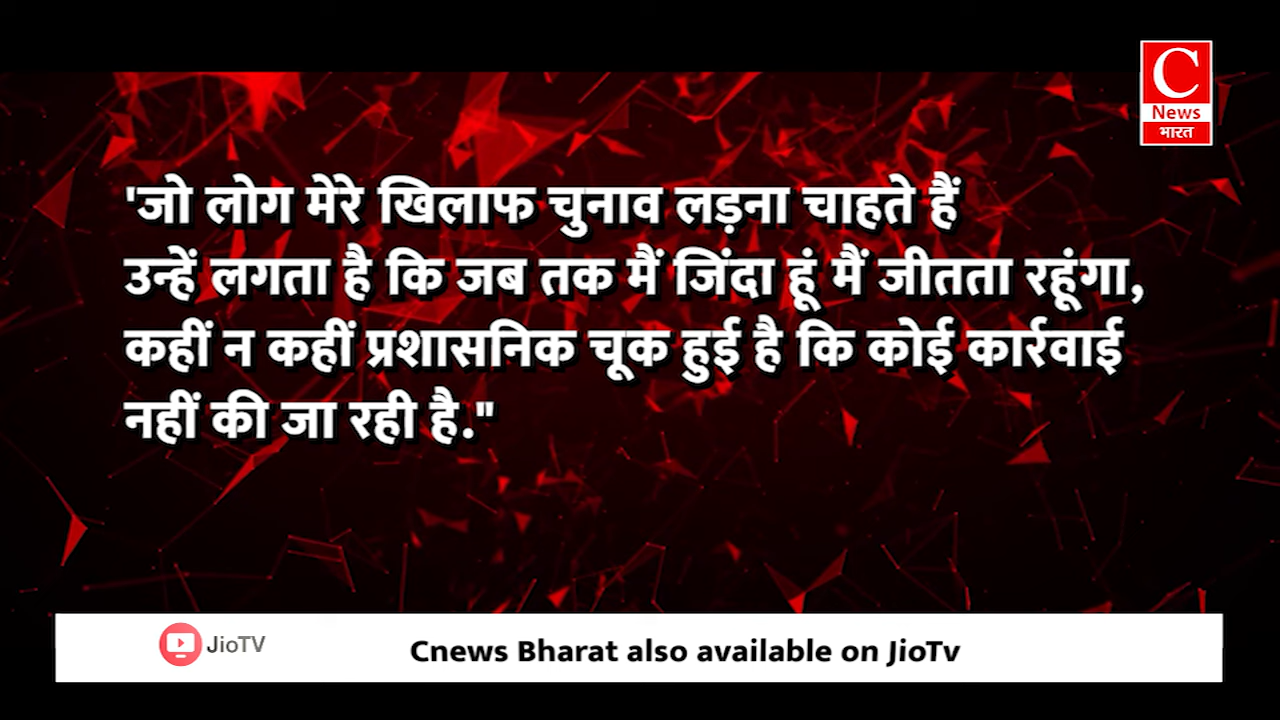 C
News
भारत
'जो लोग मेरे खिलाफ चुनाव लड़ना चाहते हैं
उन्हें लगता है कि जब तक मैं जिंदा हूं मैं जीतता रहूंगा,
कहीं न कहीं प्रशासनिक चूक हुई है कि कोई कार्रवाई
नहीं की जा रही है."
JioTV
Cnews Bharat also available on JioTv